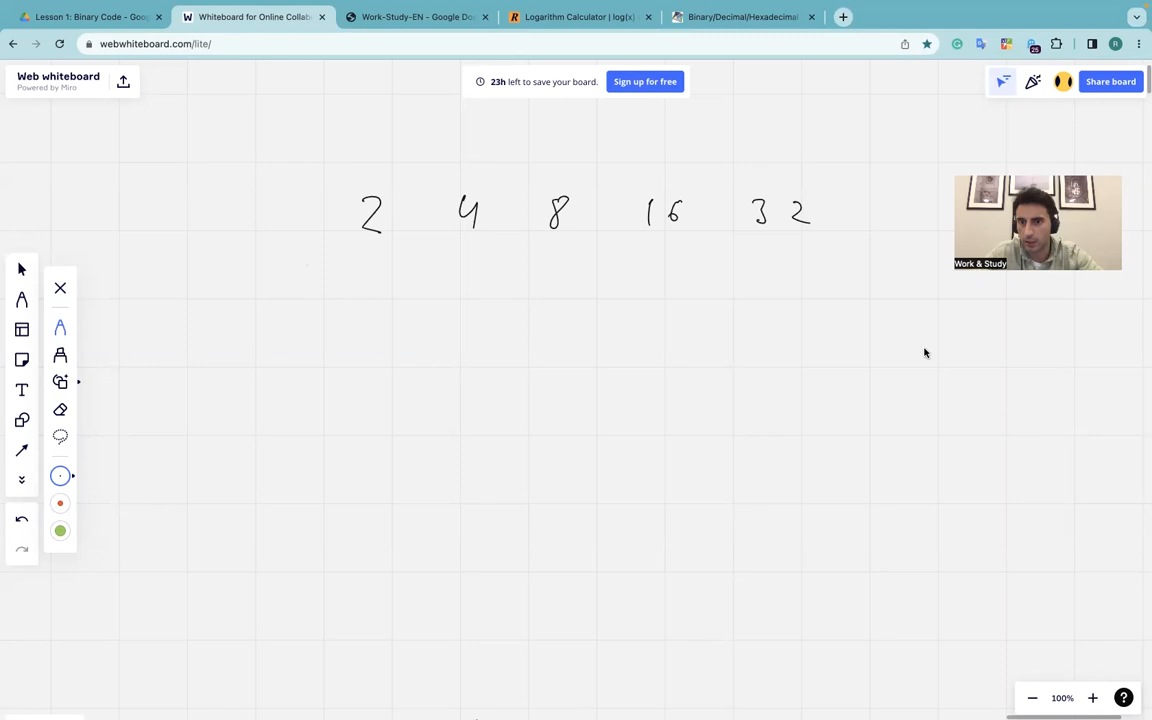 Lesson 1: Binary Code - Goog
Whiteboard for Online Collab
Work-Study-EN - Google Do
Logarithm Calculator | log(x)
Binary/Decimal/Hexadecimal
webwhiteboard.com/lite/
25
R
Web whiteboard
Powered by Miro
23h left to save your board.
Sign up for free
Share board
2 4 8 16 32
Work & Study
T
100%
?